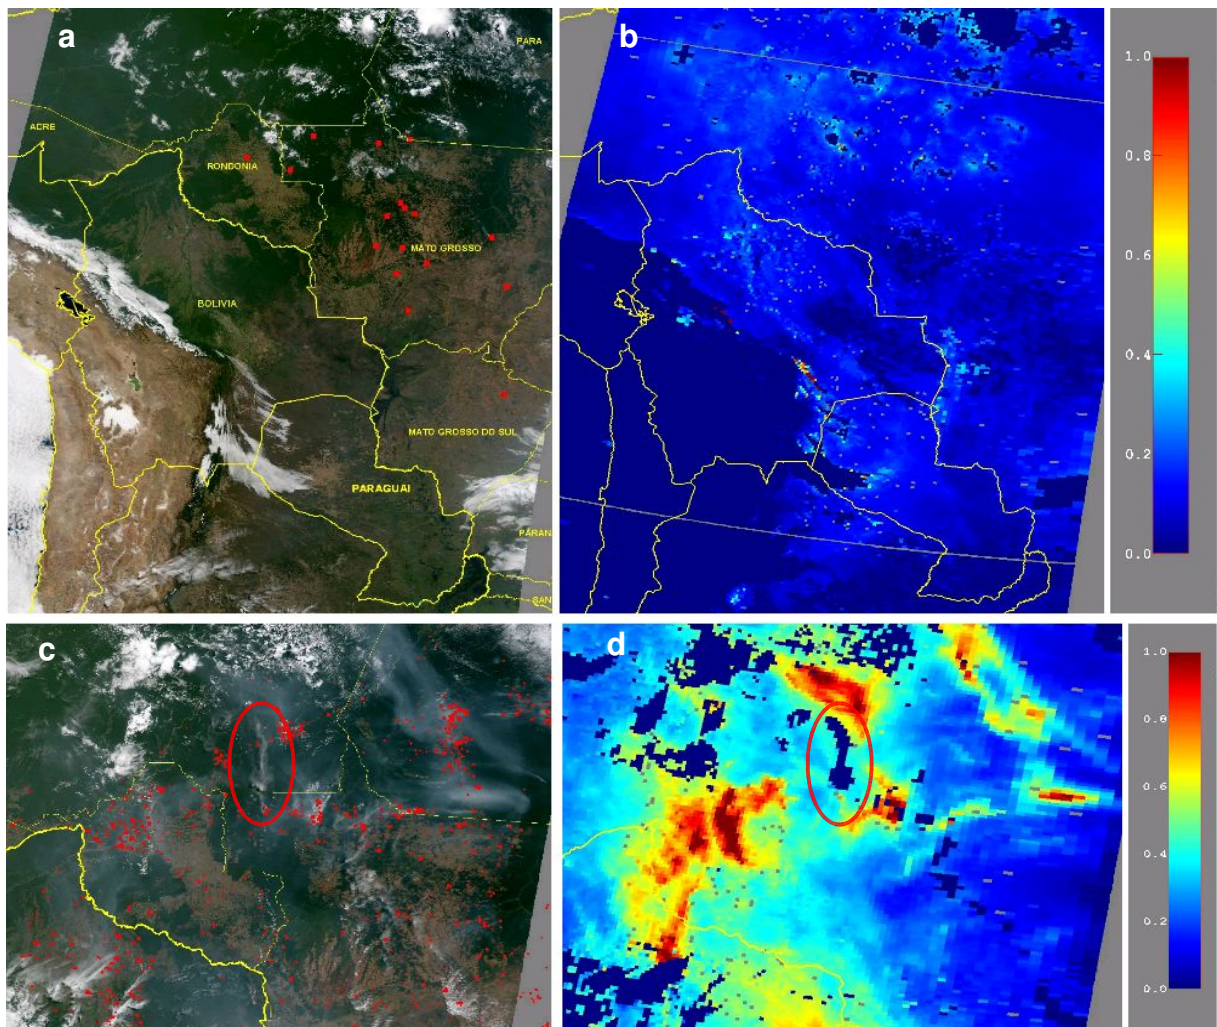 a
PARA
ACRE
RONDONIA
MATO GROSSO
BOLIVIA
MATO GROSSO DO SUL
PARAGUAI
PARAN
SAN
b
1.0
0.8
0.6
0.4
0.2
0.0
c
d
1.0
0.8
0.6
0.4
0.2
0.0